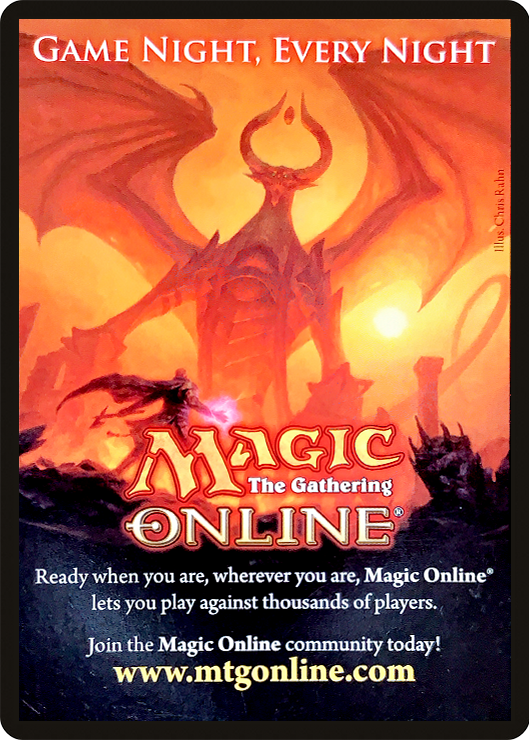 GAME NIGHT, EVERY NIGHT
Illus. Chris Rahn
MAGIC
The Gathering
ONLINE®
Ready when you are, wherever you are, Magic Online®
lets you play against thousands of players.
Join the Magic Online community today!
www.mtgonline.com